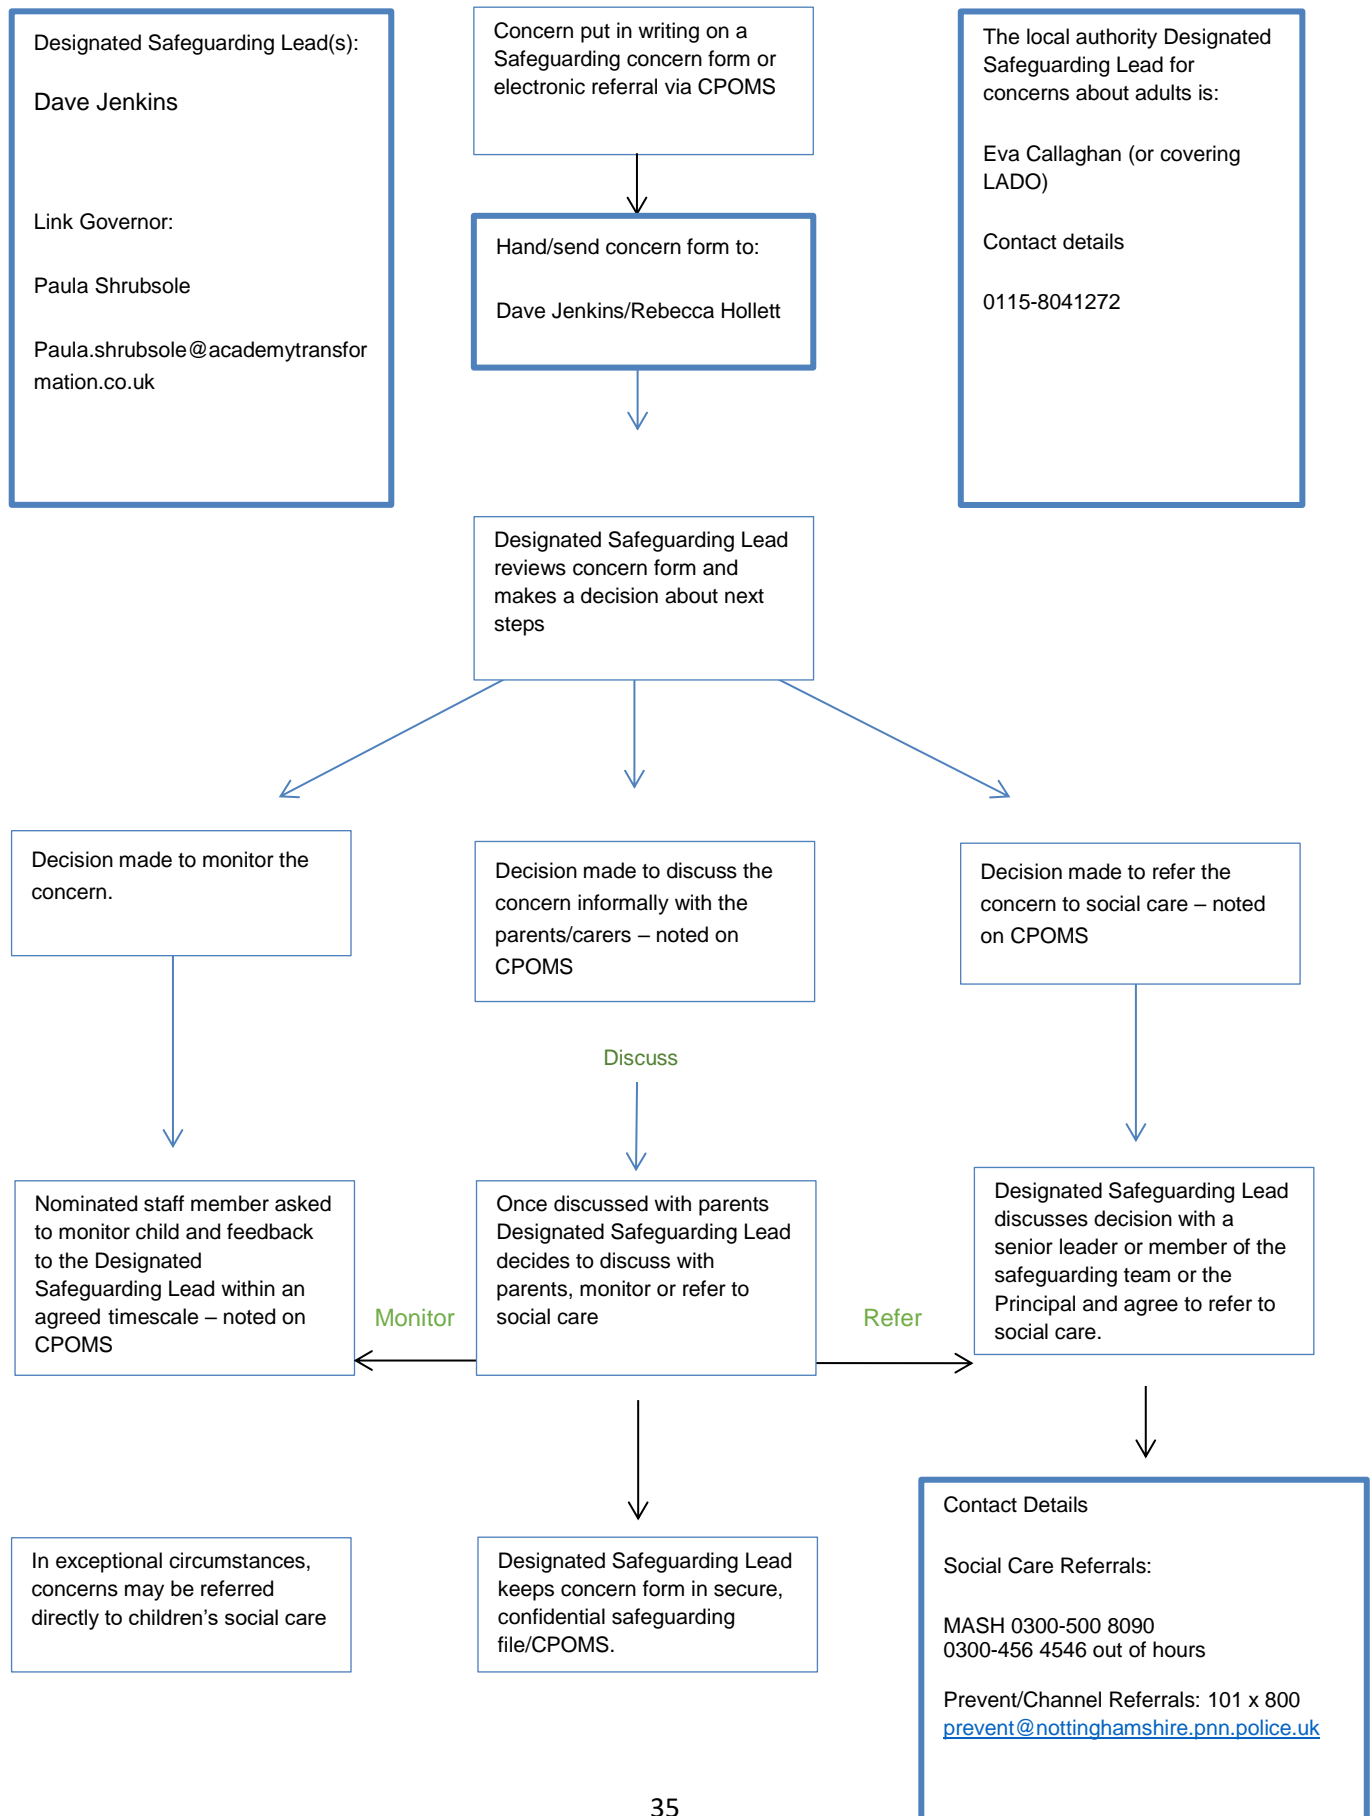 Designated Safeguarding Lead(s):
Dave Jenkins
Link Governor:
Paula Shrubsole
Paula.shrubsole@academytransfor
mation.co.uk
Concern put in writing on a
Safeguarding concern form or
electronic referral via CPOMS
The local authority Designated
Safeguarding Lead for
concerns about adults is:
Eva Callaghan (or covering
LADO)
Contact details
0115-8041272
Hand/send concern form to:
Dave Jenkins/Rebecca Hollett
Designated Safeguarding Lead
reviews concern form and
makes a decision about next
steps
Decision made to monitor the
concern.
Decision made to discuss the
concern informally with the
parents/carers – noted on
CPOMS
Decision made to refer the
concern to social care – noted
on CPOMS
Discuss
Nominated staff member asked
to monitor child and feedback
to the Designated
Safeguarding Lead within an
agreed timescale – noted on
CPOMS
Monitor
Once discussed with parents
Designated Safeguarding Lead
decides to discuss with
parents, monitor or refer to
social care
Refer
Designated Safeguarding Lead
discusses decision with a
senior leader or member of the
safeguarding team or the
Principal and agree to refer to
social care.
In exceptional circumstances,
concerns may be referred
directly to children’s social care
Designated Safeguarding Lead
keeps concern form in secure,
confidential safeguarding
file/CPOMS.
Contact Details
Social Care Referrals:
MASH 0300-500 8090
0300-456 4546 out of hours
Prevent/Channel Referrals: 101 x 800
prevent@nottinghamshire.pnn.police.uk
35